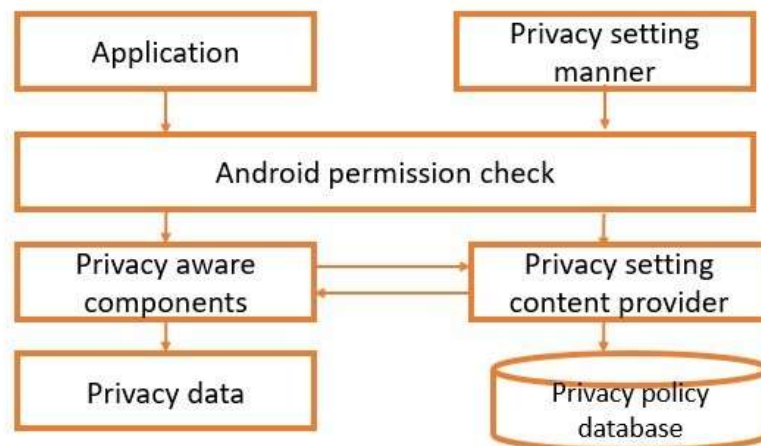 Application
Privacy setting
manner
Android permission check
Privacy aware
components
Privacy setting
content provider
Privacy data
Privacy policy
database